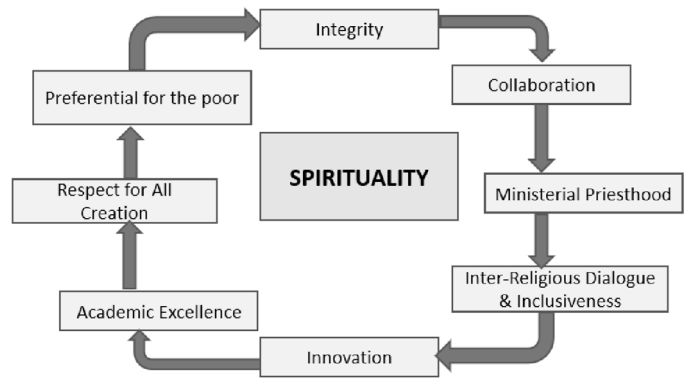 Integrity
Collaboration
Preferential for the poor
SPIRITUALITY
Respect for All
Creation
Ministerial Priesthood
Inter-Religious Dialogue
& Inclusiveness
Academic Excellence
Innovation